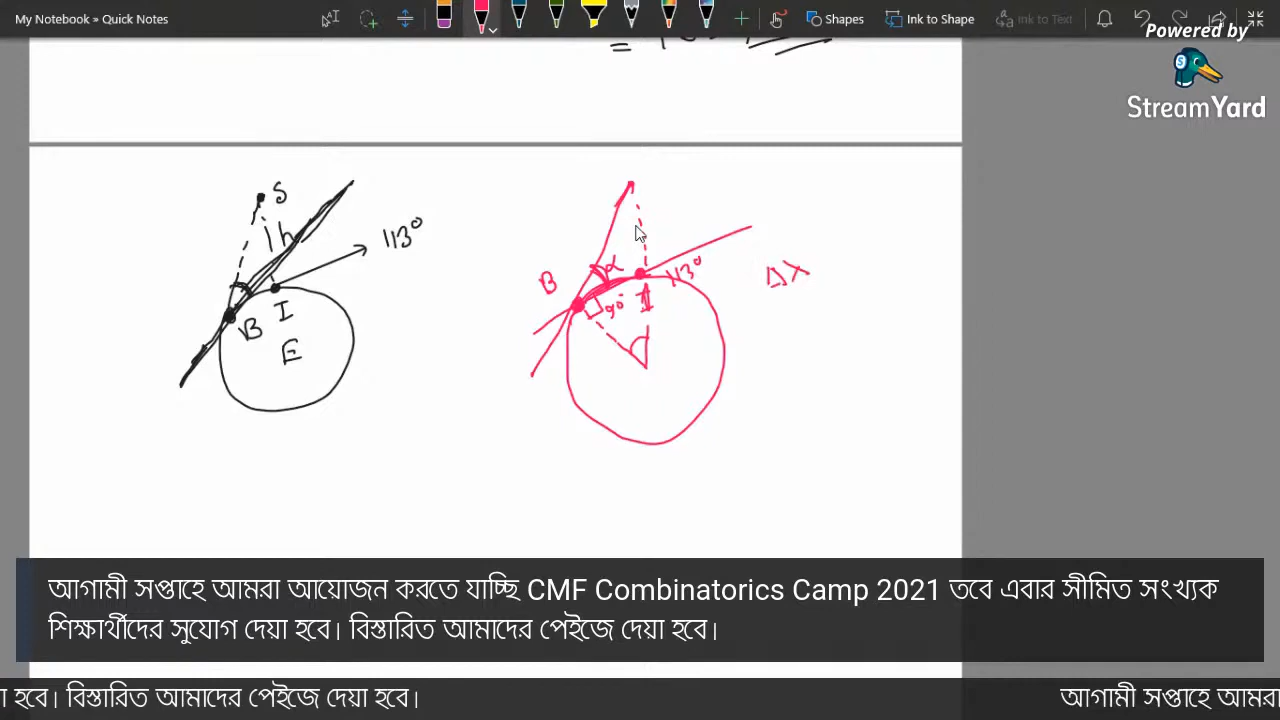 My Notebook » Quick Notes
Shapes
Ink to Shape
Ink to Text
Powered by
S
StreamYard
S
h
113°
B
I
E
B
α
113°
90°
I
Δλ
আগামী সপ্তাহে আমরা আয়োজন করতে যাচ্ছি CMF Combinatorics Camp 2021 তবে এবার সীমিত সংখ্যক
শিক্ষার্থীদের সুযোগ দেয়া হবে। বিস্তারিত আমাদের পেইজে দেয়া হবে।
যা হবে। বিস্তারিত আমাদের পেইজে দেয়া হবে।
আগামী সপ্তাহে আমরা